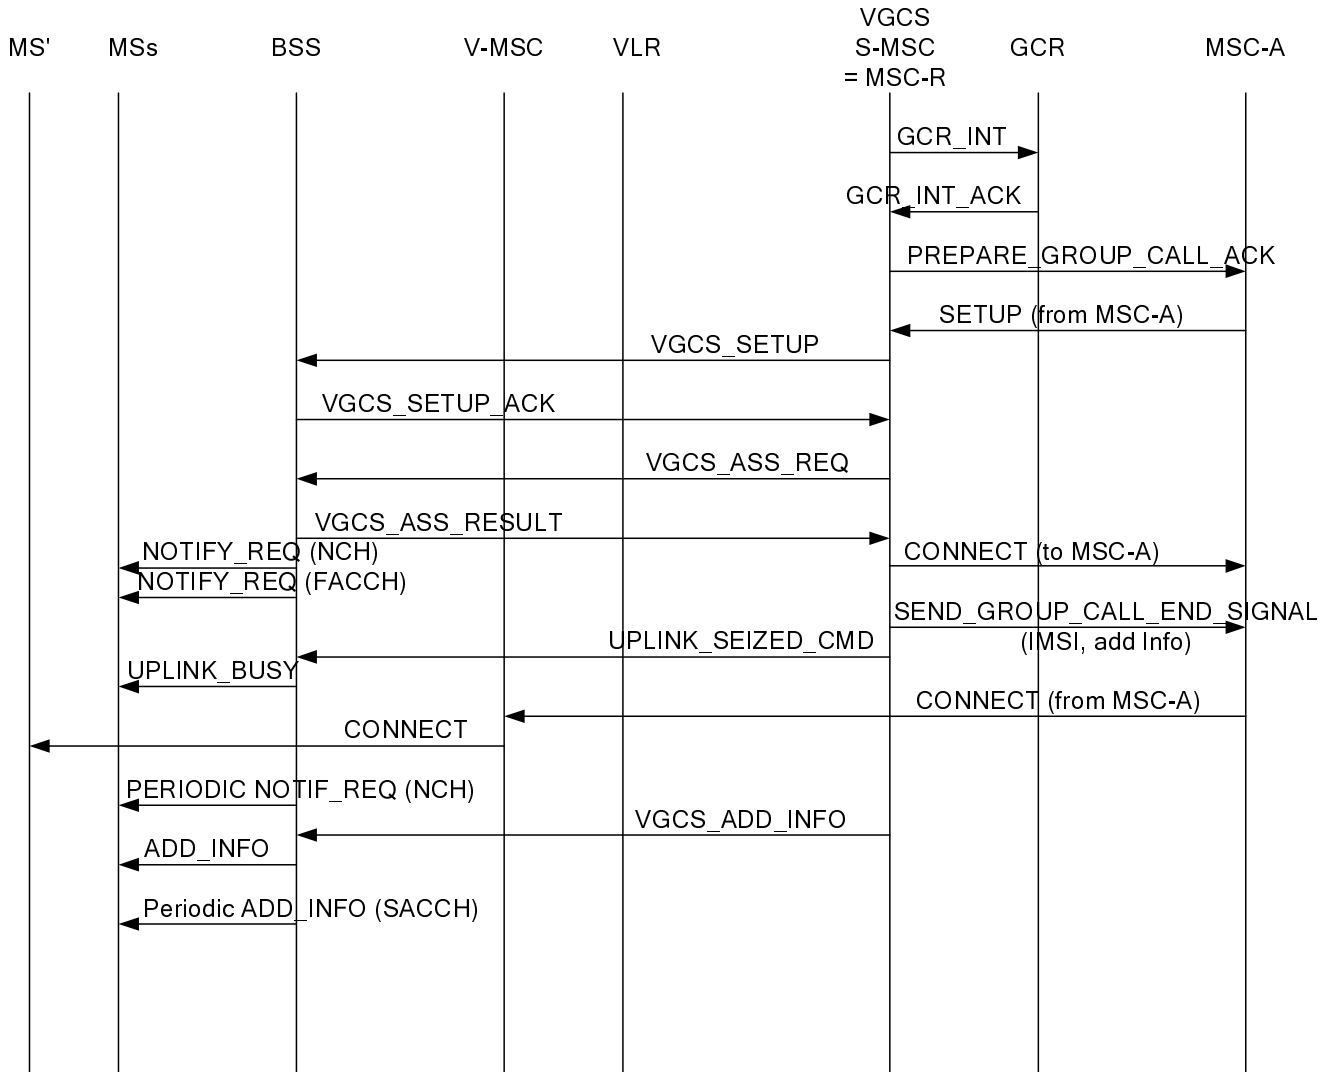 VGCS
MS' MSs BSS V-MSC VLR S-MSC GCR MSC-A
= MSC-R
GCR_INT
GCR_INT_ACK
PREPARE_GROUP_CALL_ACK
SETUP (from MSC-A)
VGCS_SETUP
VGCS_SETUP_ACK
VGCS_ASS_REQ
VGCS_ASS_RESULT
NOTIFY_REQ (NCH)
CONNECT (to MSC-A)
NOTIFY_REQ (FACCH)
SEND_GROUP_CALL_END_SIGNAL
(IMSI, add Info)
UPLINK_SEIZED_CMD
UPLINK_BUSY
CONNECT (from MSC-A)
CONNECT
PERIODIC NOTIF_REQ (NCH)
VGCS_ADD_INFO
ADD_INFO
Periodic ADD_INFO (SACCH)